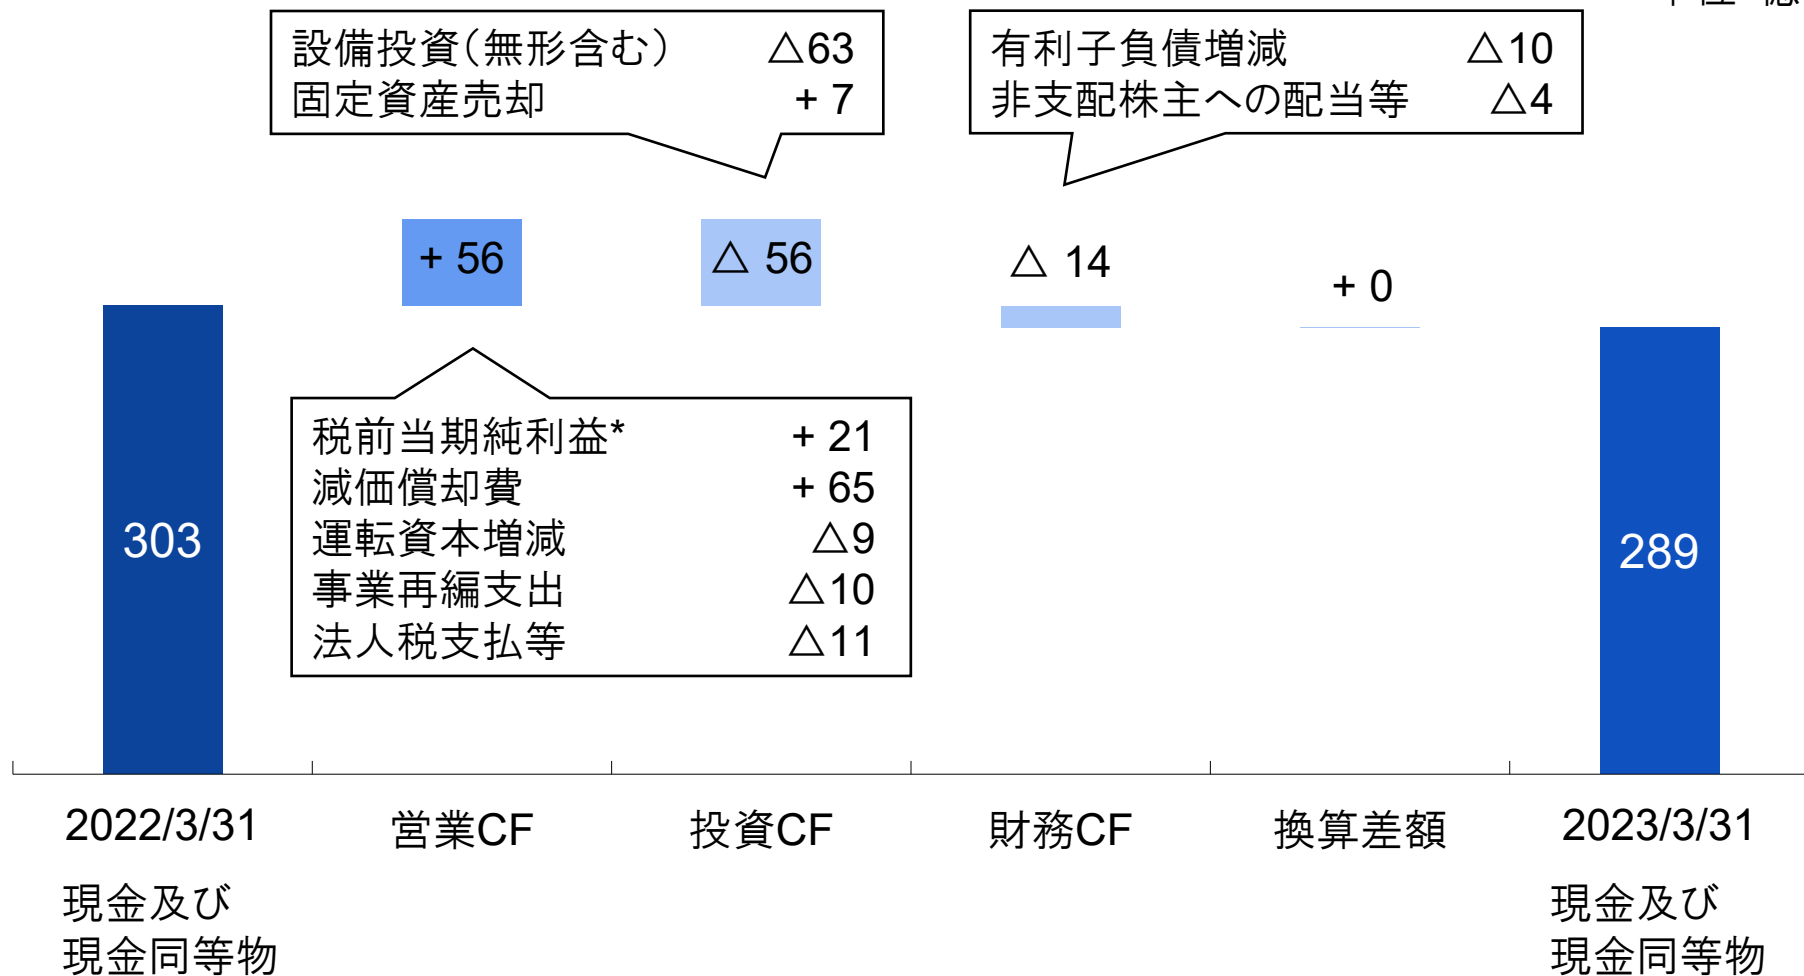 設備投資(無形含む) △63
固定資産売却 + 7
有利子負債増減 △10
非支配株主への配当等 △4
+ 56
△ 56
△ 14
+ 0
税前当期純利益* + 21
減価償却費 + 65
運転資本増減 △9
事業再編支出 △10
法人税支払等 △11
303
289
2022/3/31
営業CF
投資CF
財務CF
換算差額
2023/3/31
現金及び
現金同等物
現金及び
現金同等物